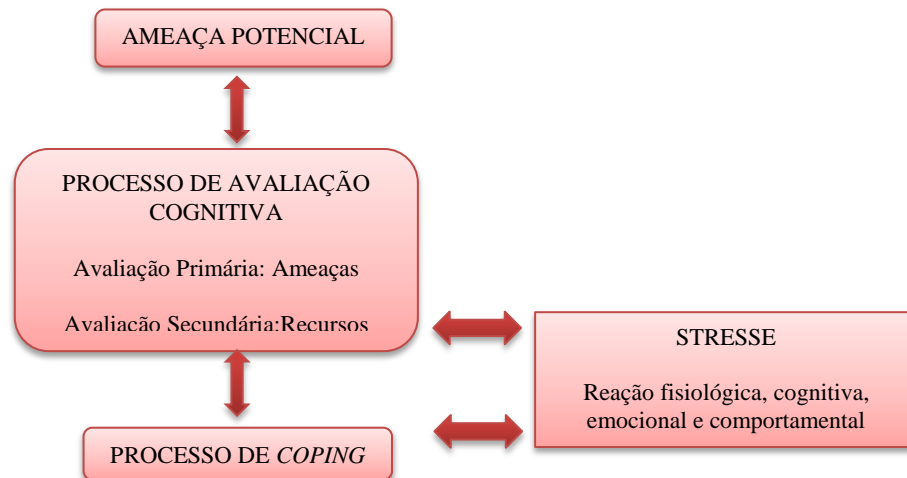 AMEAÇA POTENCIAL
PROCESSO DE AVALIAÇÃO
COGNITIVA
Avaliação Primária: Ameaças
Avaliação Secundária:Recursos
STRESSE
Reação fisiológica, cognitiva,
emocional e comportamental
PROCESSO DE COPING